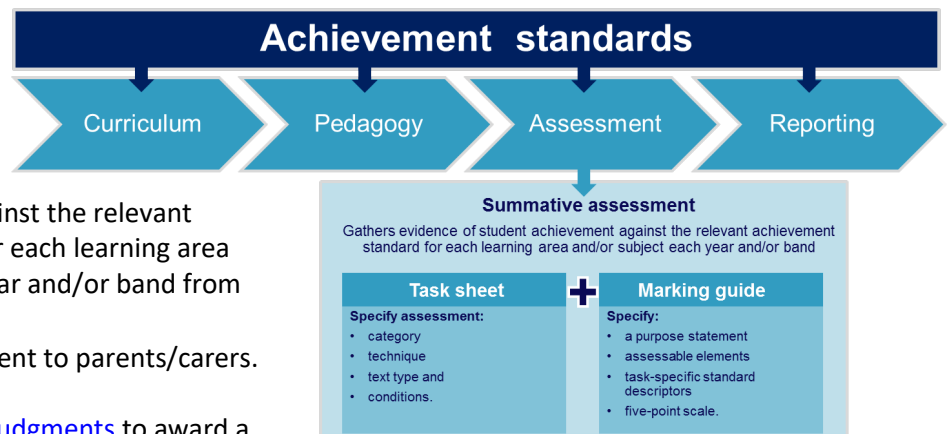 Achievement standards
Curriculum
Pedagogy
Assessment
Reporting
inst the relevant
r each learning area
ar and/or band from
ent to parents/carers.
udgments to award a
Summative assessment
Gathers evidence of student achievement against the relevant achievement
standard for each learning area and/or subject each year and/or band
Task sheet
Specify assessment:
• category
• technique
• text type and
• conditions.
+
Marking guide
Specify:
• a purpose statement
• assessable elements
• task-specific standard
descriptors
• five-point scale.